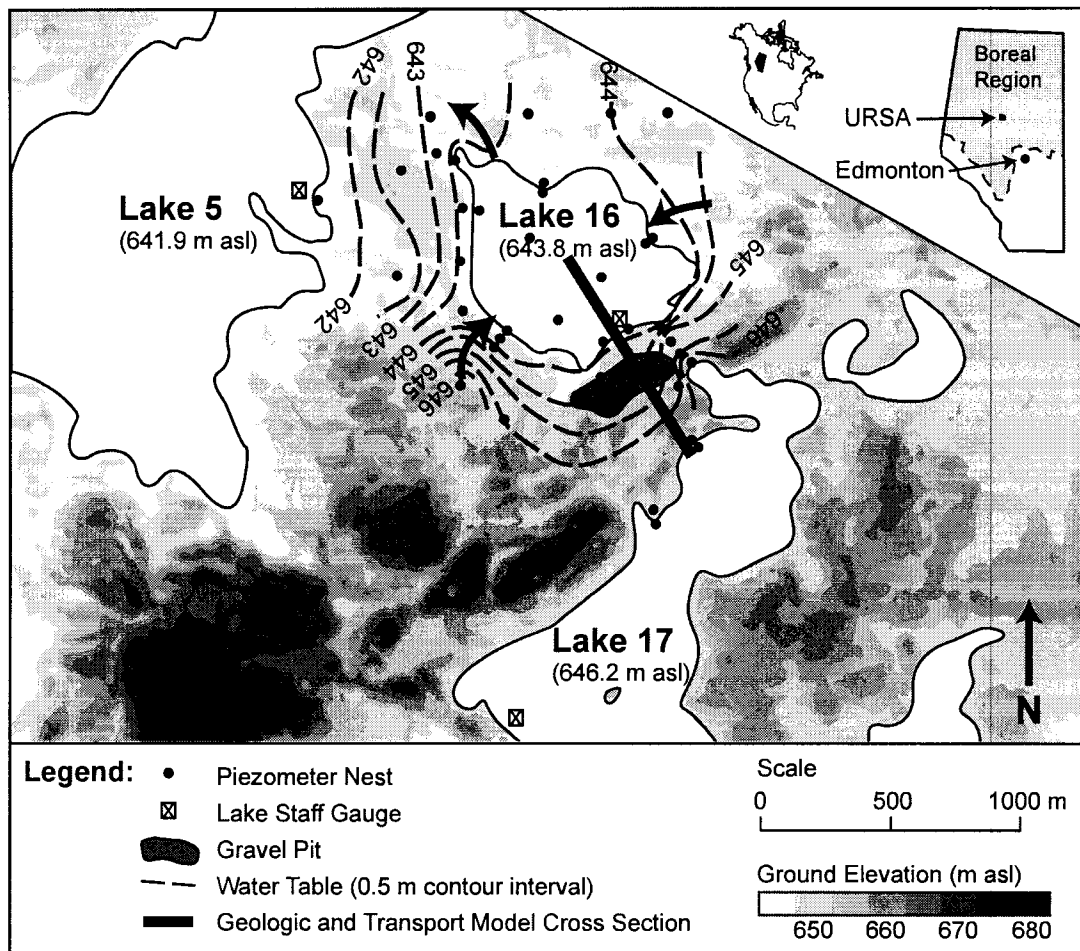 642
643
644
Boreal
Region
URSA
Edmonton
Lake 5
(641.9 m asl)
Lake 16
(643.8 m asl)
645
646
642
643
644
645
646
Lake 17
(646.2 m asl)
N
Legend:
Piezometer Nest
Lake Staff Gauge
Gravel Pit
Water Table (0.5 m contour interval)
Geologic and Transport Model Cross Section
Scale
0 500 1000 m
Ground Elevation (m asl)
650 660 670 680